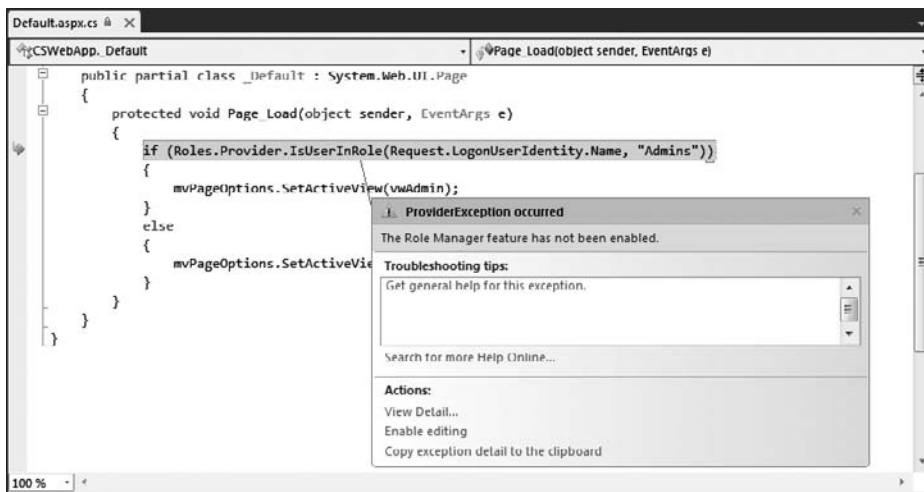 Default.aspx.cs
CSWebApp._Default
Page_Load(object sender, EventArgs e)
public partial class _Default : System.Web.UI.Page
{
protected void Page_Load(object sender, EventArgs e)
{
if (Roles.Provider.IsUserInRole(Request.LogonUserIdentity.Name, "Admins"))
{
mvPageOptions.SetActiveView(vwAdmin);
}
else
{
mvPageOptions.SetActiveVie
}
}
}
}
ProviderException occurred
The Role Manager feature has not been enabled.
Troubleshooting tips:
Get general help for this exception.
Search for more Help Online...
Actions:
View Detail...
Enable editing
Copy exception detail to the clipboard
100 %